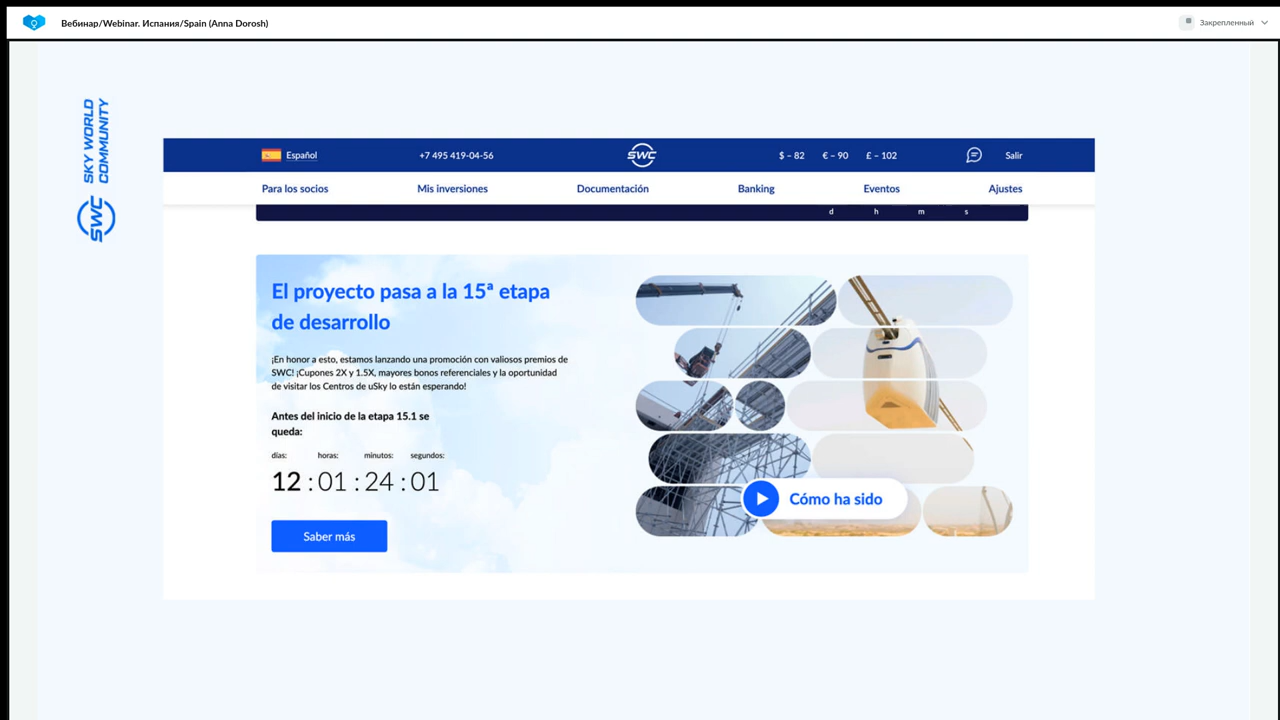 Вебинар/Webinar. Испания/Spain (Anna Dorosh)
Закрепленный
SKY WORLD
COMMUNITY
SWC
Español
+7 495 419-04-56
SWC
$ – 82
€ – 90
£ – 102
Salir
Para los socios
Mis inversiones
Documentación
Banking
Eventos
Ajustes
d h m s
El proyecto pasa a la 15ª etapa
de desarrollo
¡En honor a esto, estamos lanzando una promoción con valiosos premios de
SWC! ¡Cupones 2X y 1.5X, mayores bonos referenciales y la oportunidad
de visitar los Centros de uSky lo están esperando!
Antes del inicio de la etapa 15.1 se
queda:
días: horas: minutos: segundos:
12 : 01 : 24 : 01
Saber más
Cómo ha sido